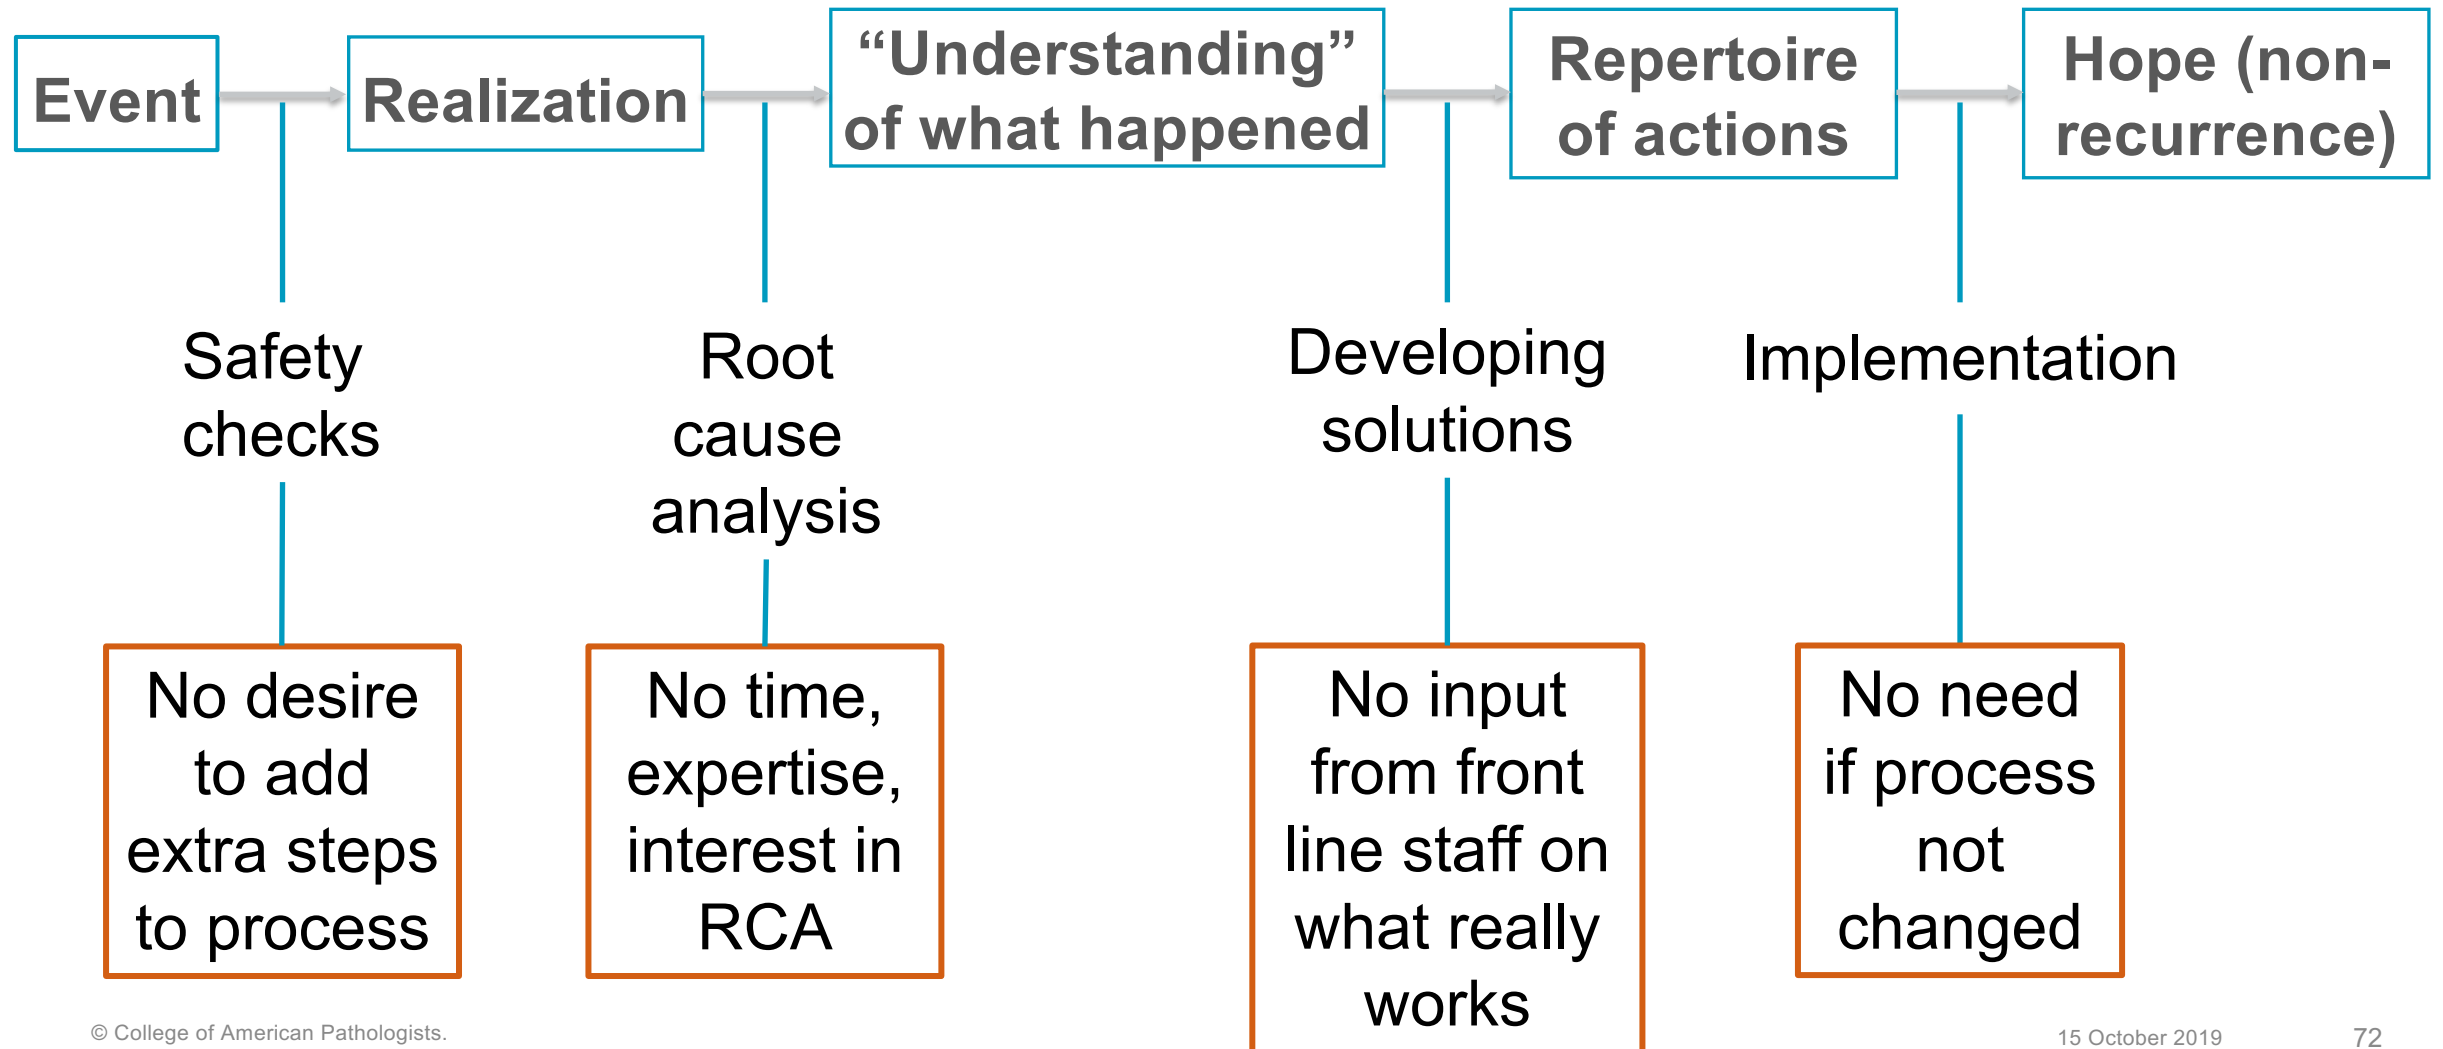 Event
Realization
“Understanding”
of what happened
Repertoire
of actions
Hope (non-
recurrence)
Safety
checks
Root
cause
analysis
Developing
solutions
Implementation
No desire
to add
extra steps
to process
No time,
expertise,
interest in
RCA
No input
from front
line staff on
what really
works
No need
if process
not
changed
© College of American Pathologists.
15 October 2019
72